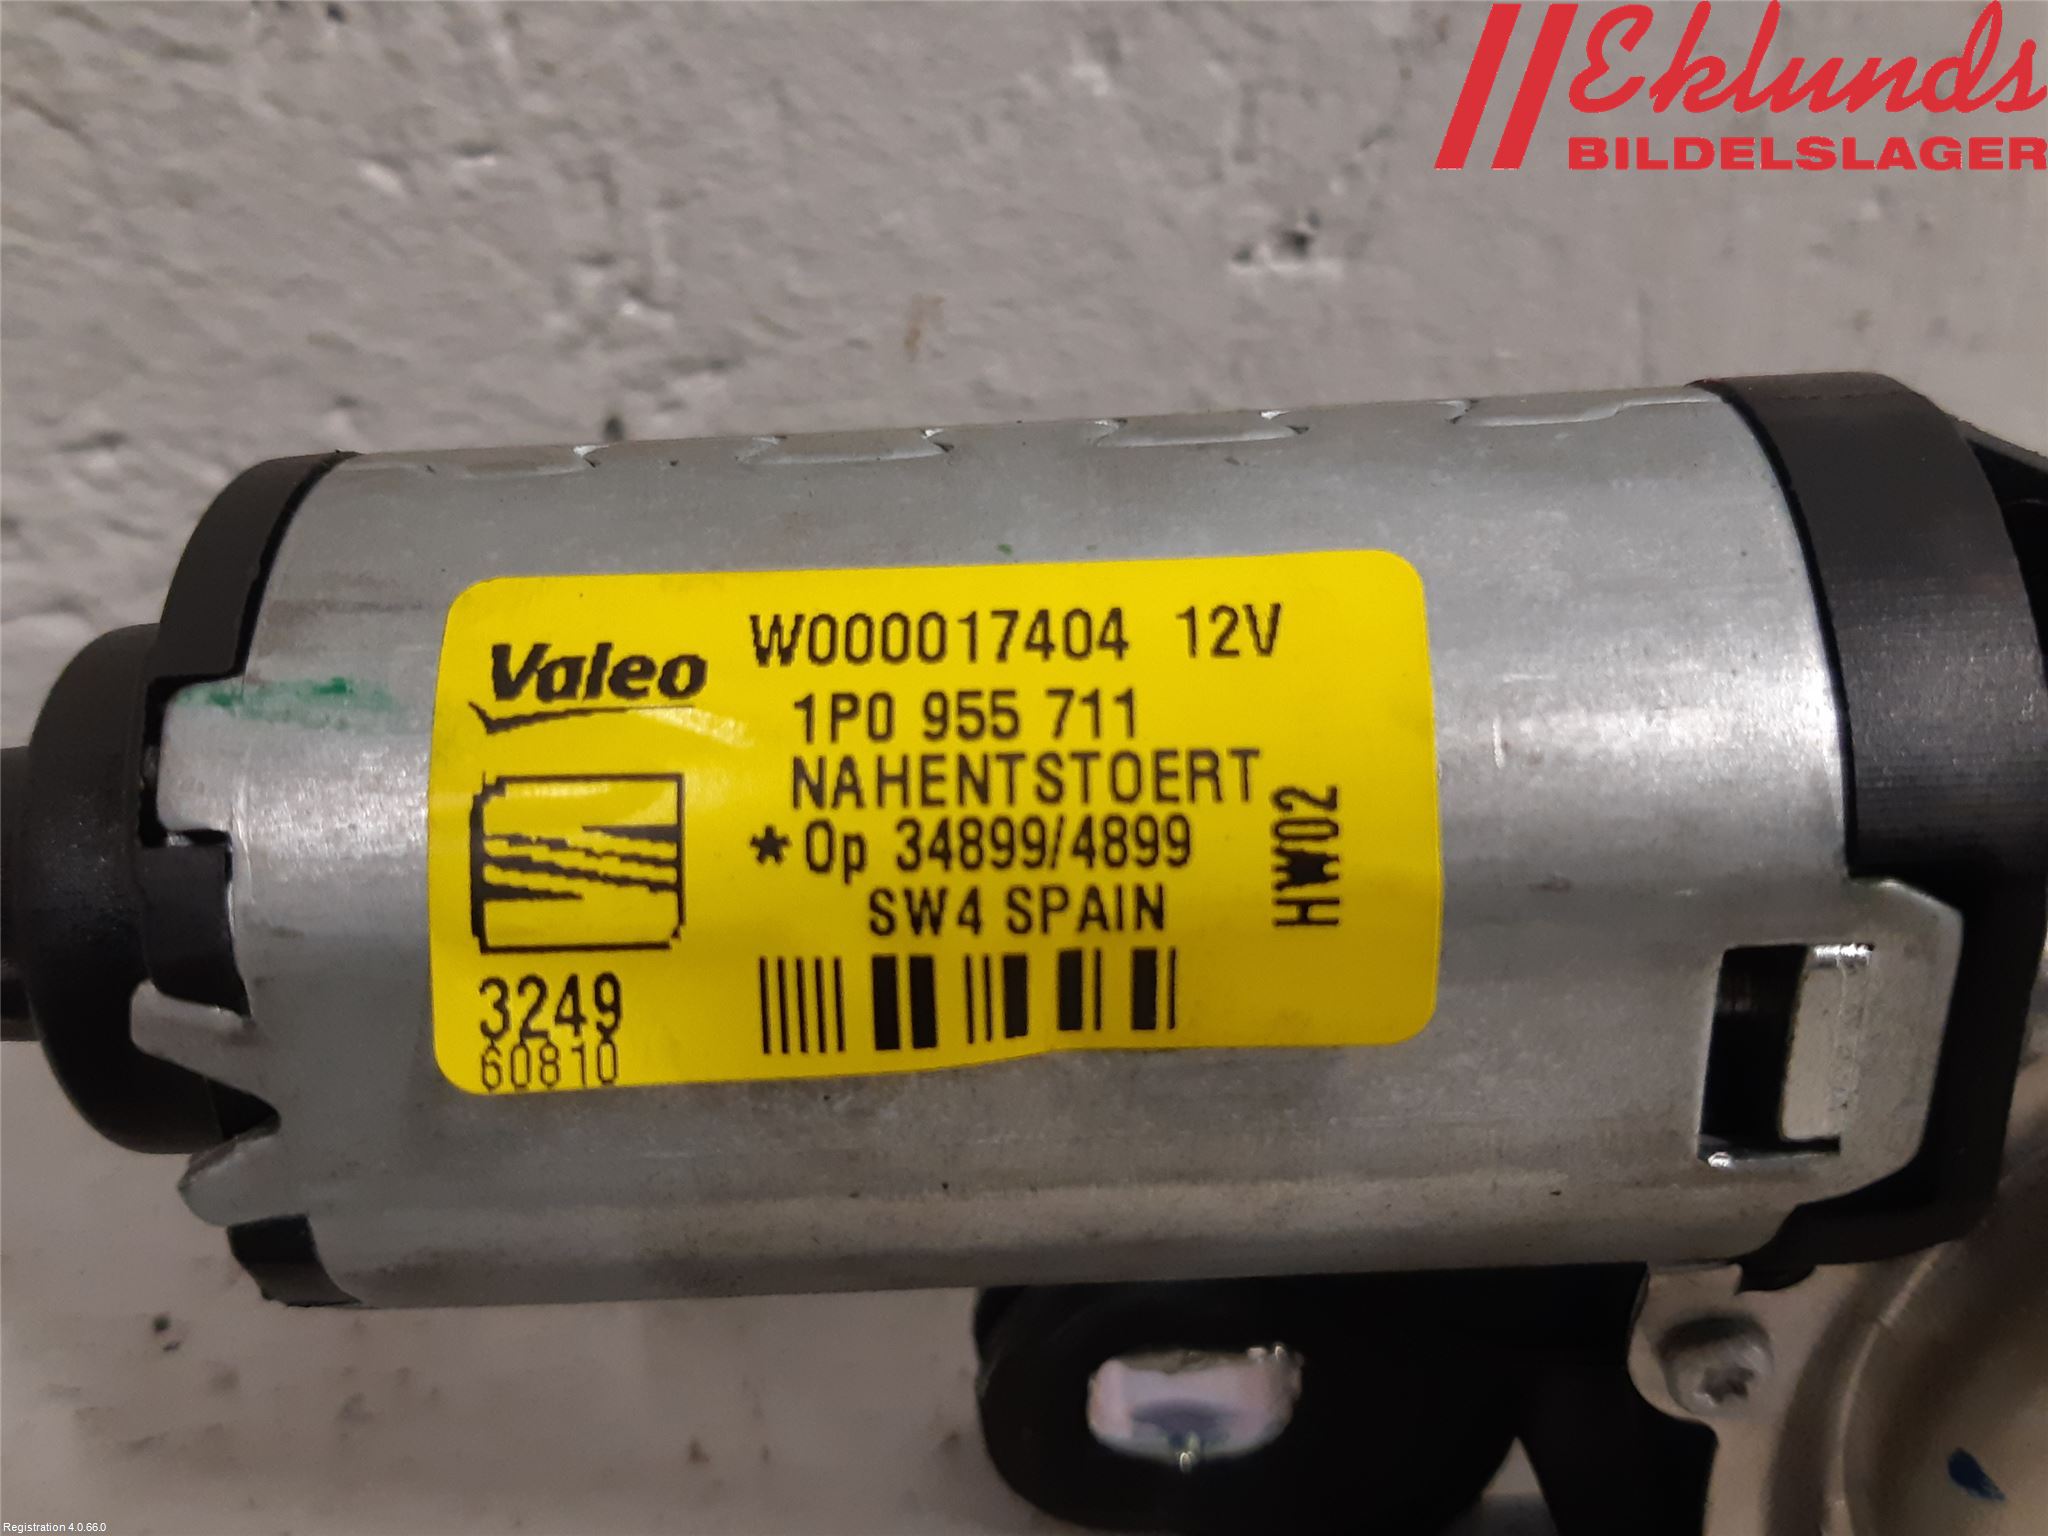 Eklunds
BILDELSLAGER
Valeo
W000017404 12V
1P0 955 711
NAHENTSTOERT
*Op 34899/4899
SW4 SPAIN
HW02
3249
60810
Registration 4.0.66.0